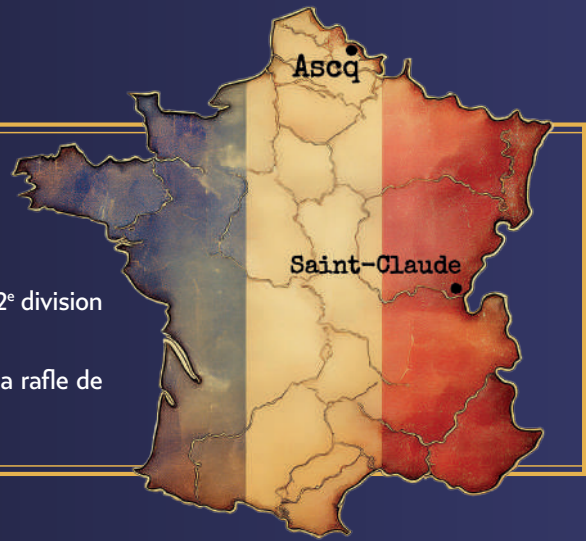 Ascq
Saint-Claude
2ᵉ division
a rafle de